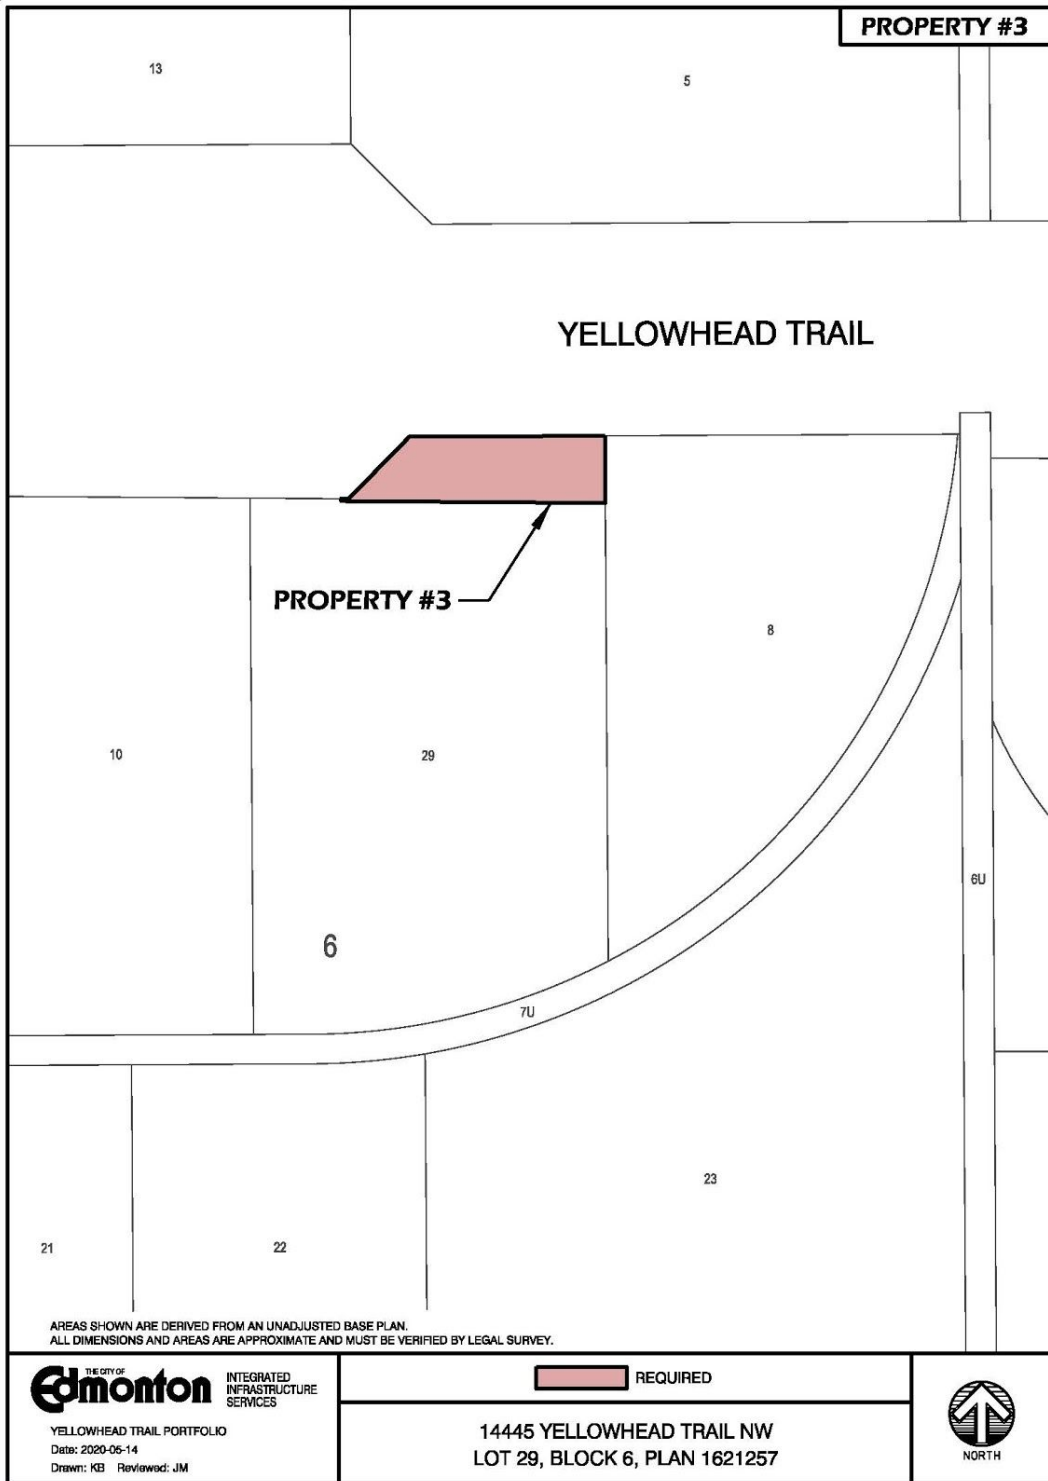 PROPERTY #3
13
5
YELLOWHEAD TRAIL
PROPERTY #3
8
10
29
6U
6
7U
23
21
22
AREAS SHOWN ARE DERIVED FROM AN UNADJUSTED BASE PLAN.
ALL DIMENSIONS AND AREAS ARE APPROXIMATE AND MUST BE VERIFIED BY LEGAL SURVEY.
THE CITY OF
Edmonton
INTEGRATED
INFRASTRUCTURE
SERVICES
YELLOWHEAD TRAIL PORTFOLIO
Date: 2020-05-14
Drawn: KB Reviewed: JM
REQUIRED
14445 YELLOWHEAD TRAIL NW
LOT 29, BLOCK 6, PLAN 1621257
NORTH